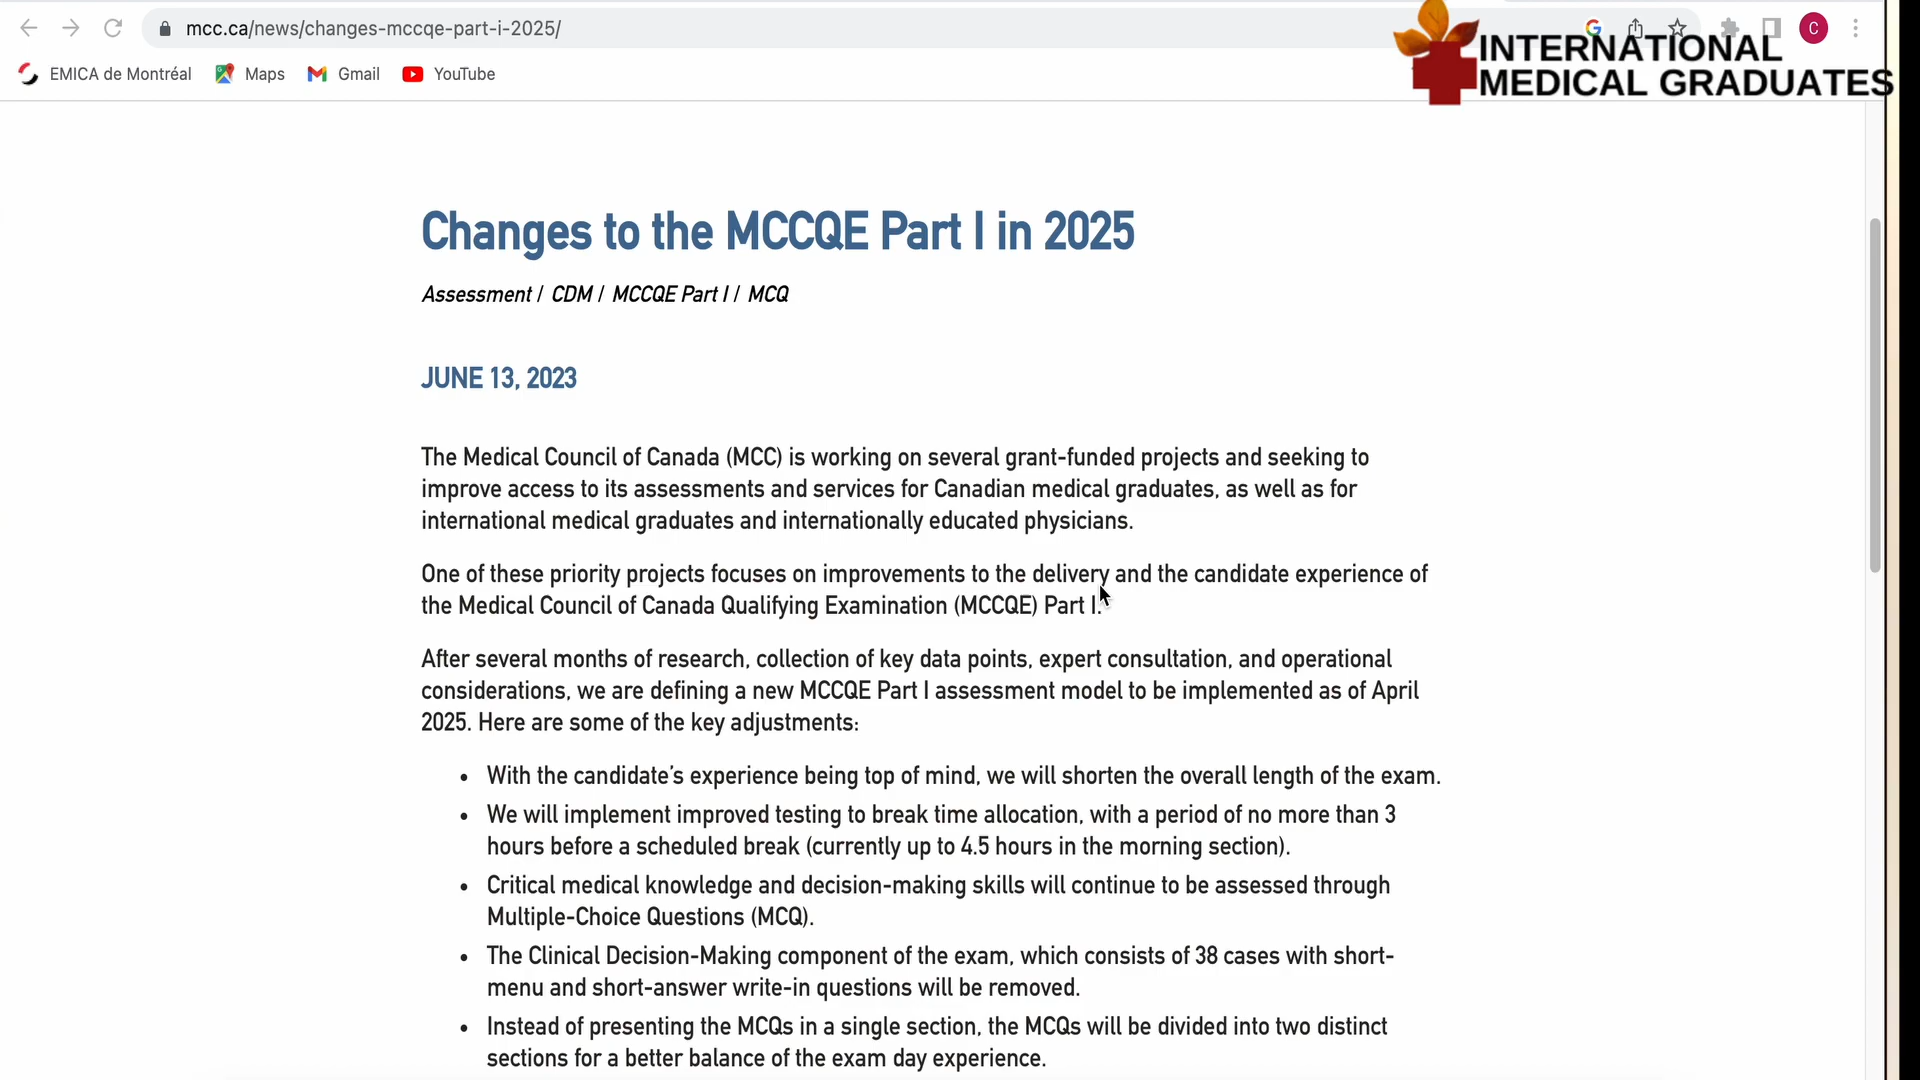 mcc.ca/news/changes-mccqe-part-i-2025/
C
INTERNATIONAL
MEDICAL GRADUATES
EMICA de Montréal
Maps
Gmail
YouTube
Changes to the MCCQE Part I in 2025
Assessment / CDM / MCCQE Part I / MCQ
JUNE 13, 2023
The Medical Council of Canada (MCC) is working on several grant-funded projects and seeking to
improve access to its assessments and services for Canadian medical graduates, as well as for
international medical graduates and internationally educated physicians.
One of these priority projects focuses on improvements to the delivery and the candidate experience of
the Medical Council of Canada Qualifying Examination (MCCQE) Part I.
After several months of research, collection of key data points, expert consultation, and operational
considerations, we are defining a new MCCQE Part I assessment model to be implemented as of April
2025. Here are some of the key adjustments:
• With the candidate’s experience being top of mind, we will shorten the overall length of the exam.
• We will implement improved testing to break time allocation, with a period of no more than 3
hours before a scheduled break (currently up to 4.5 hours in the morning section).
• Critical medical knowledge and decision-making skills will continue to be assessed through
Multiple-Choice Questions (MCQ).
• The Clinical Decision-Making component of the exam, which consists of 38 cases with short-
menu and short-answer write-in questions will be removed.
• Instead of presenting the MCQs in a single section, the MCQs will be divided into two distinct
sections for a better balance of the exam day experience.